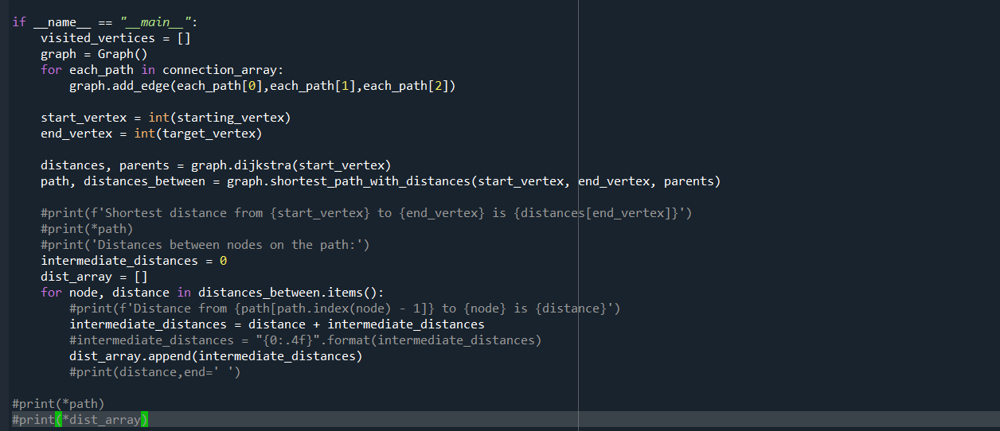 if __name__ == "__main__":
    visited_vertices = []
    graph = Graph()
    for each_path in connection_array:
        graph.add_edge(each_path[0],each_path[1],each_path[2])
    start_vertex = int(starting_vertex)
    end_vertex = int(target_vertex)
    distances, parents = graph.dijkstra(start_vertex)
    path, distances_between = graph.shortest_path_with_distances(start_vertex, end_vertex, parents)
    #print(f'Shortest distance from {start_vertex} to {end_vertex} is {distances[end_vertex]}')
    #print(*path)
    #print('Distances between nodes on the path:')
    intermediate_distances = 0
    dist_array = []
    for node, distance in distances_between.items():
        #print(f'Distance from {path[path.index(node) - 1]} to {node} is {distance}')
        intermediate_distances = distance + intermediate_distances
        #intermediate_distances = "{0:.4f}".format(intermediate_distances)
        dist_array.append(intermediate_distances)
        #print(distance,end=' ')
#print(*path)
#print(*dist_array)